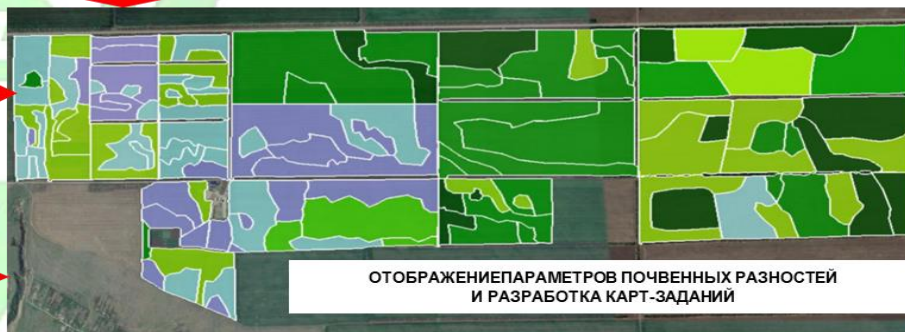 ОТОБРАЖЕНИЕПАРАМЕТРОВ ПОЧВЕННЫХ РАЗНОСТЕЙ
И РАЗРАБОТКА КАРТ-ЗАДАНИЙ